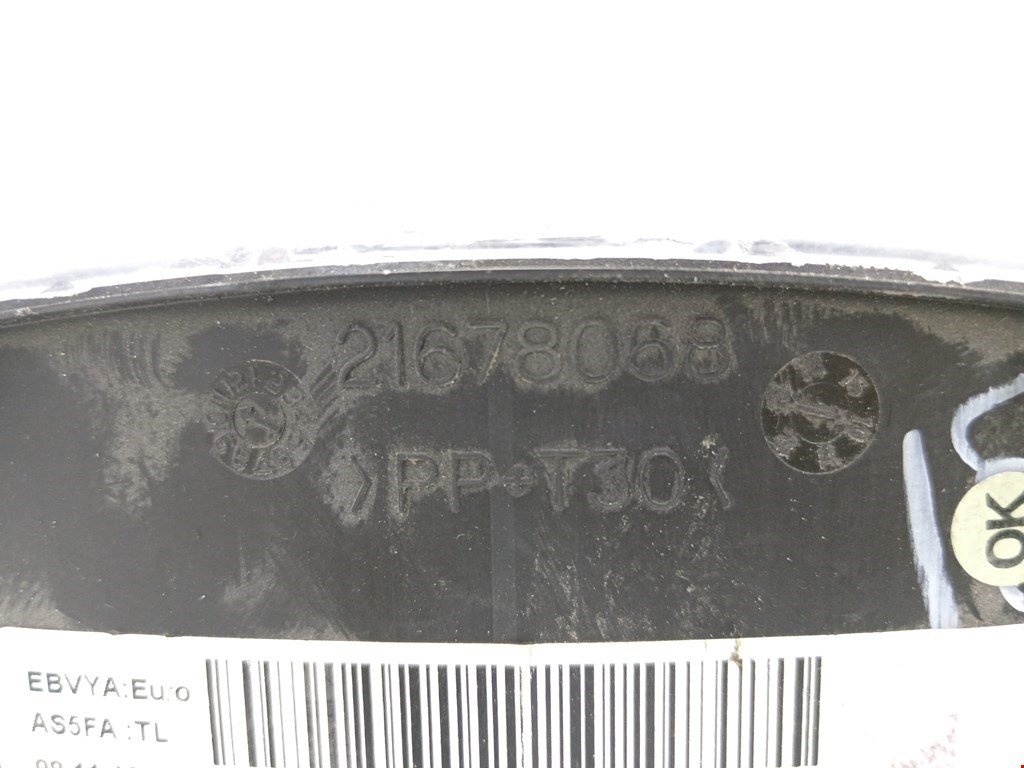 21678068
>PP+T30<
OK
EBVYA:Euro
AS5FA :TL